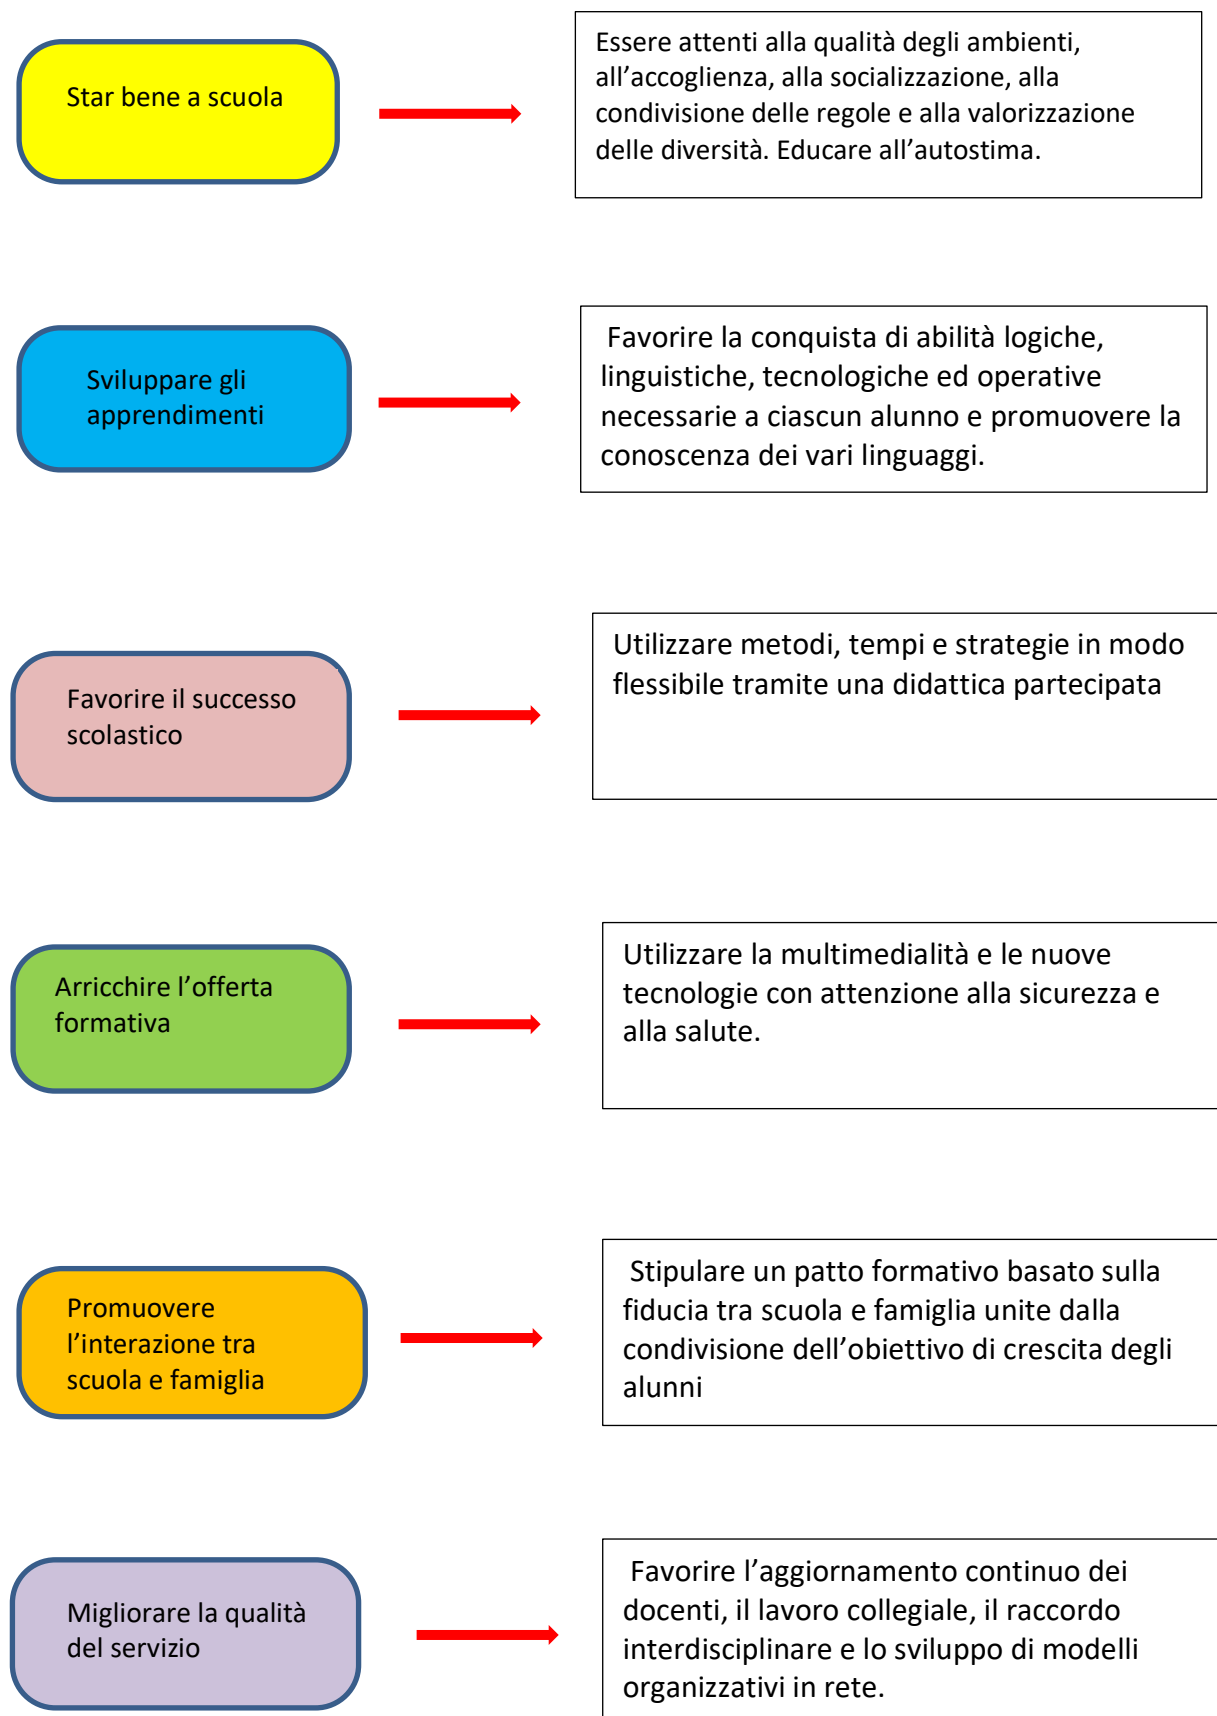 Star bene a scuola
Essere attenti alla qualità degli ambienti,
all’accoglienza, alla socializzazione, alla
condivisione delle regole e alla valorizzazione
delle diversità. Educare all’autostima.
Sviluppare gli
apprendimenti
Favorire la conquista di abilità logiche,
linguistiche, tecnologiche ed operative
necessarie a ciascun alunno e promuovere la
conoscenza dei vari linguaggi.
Favorire il successo
scolastico
Utilizzare metodi, tempi e strategie in modo
flessibile tramite una didattica partecipata
Arricchire l’offerta
formativa
Utilizzare la multimedialità e le nuove
tecnologie con attenzione alla sicurezza e
alla salute.
Promuovere
l’interazione tra
scuola e famiglia
Stipulare un patto formativo basato sulla
fiducia tra scuola e famiglia unite dalla
condivisione dell’obiettivo di crescita degli
alunni
Migliorare la qualità
del servizio
Favorire l’aggiornamento continuo dei
docenti, il lavoro collegiale, il raccordo
interdisciplinare e lo sviluppo di modelli
organizzativi in rete.